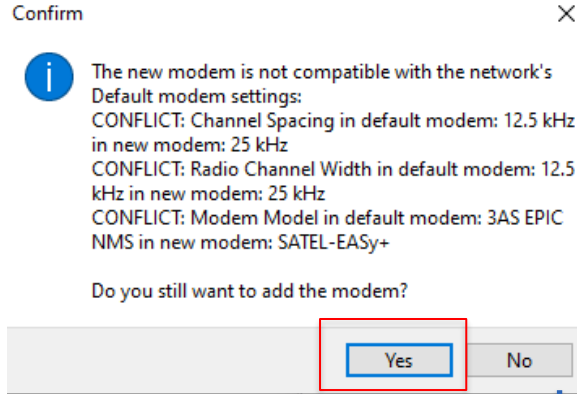 Confirm
The new modem is not compatible with the network's
Default modem settings:
CONFLICT: Channel Spacing in default modem: 12.5 kHz
in new modem: 25 kHz
CONFLICT: Radio Channel Width in default modem: 12.5
kHz in new modem: 25 kHz
CONFLICT: Modem Model in default modem: 3AS EPIC
NMS in new modem: SATEL-EASy+
Do you still want to add the modem?
Yes No